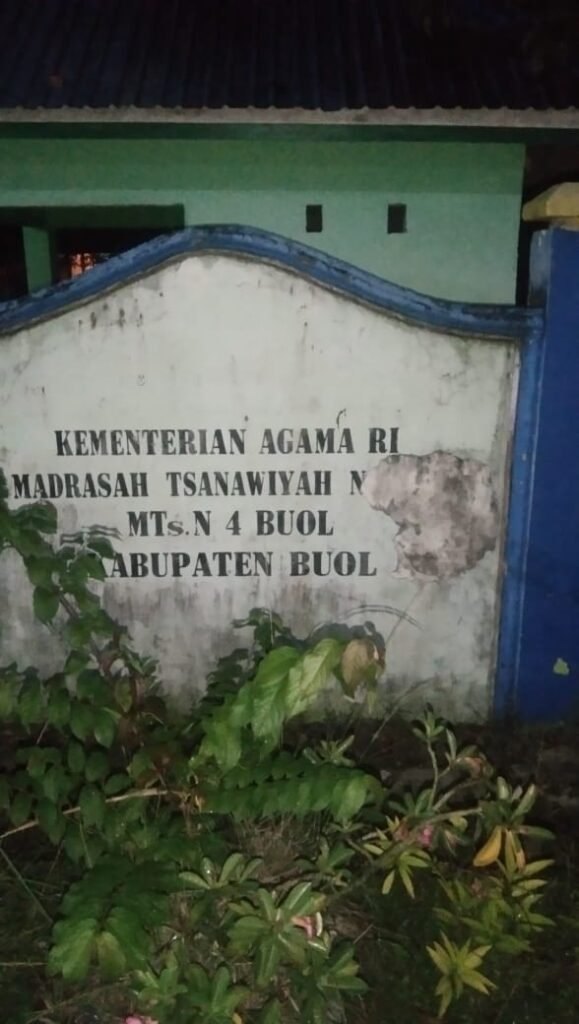 KEMENTERIAN AGAMA RI
MADRASAH TSANAWIYAH N
MTs.N 4 BUOL
ABUPATEN BUOL